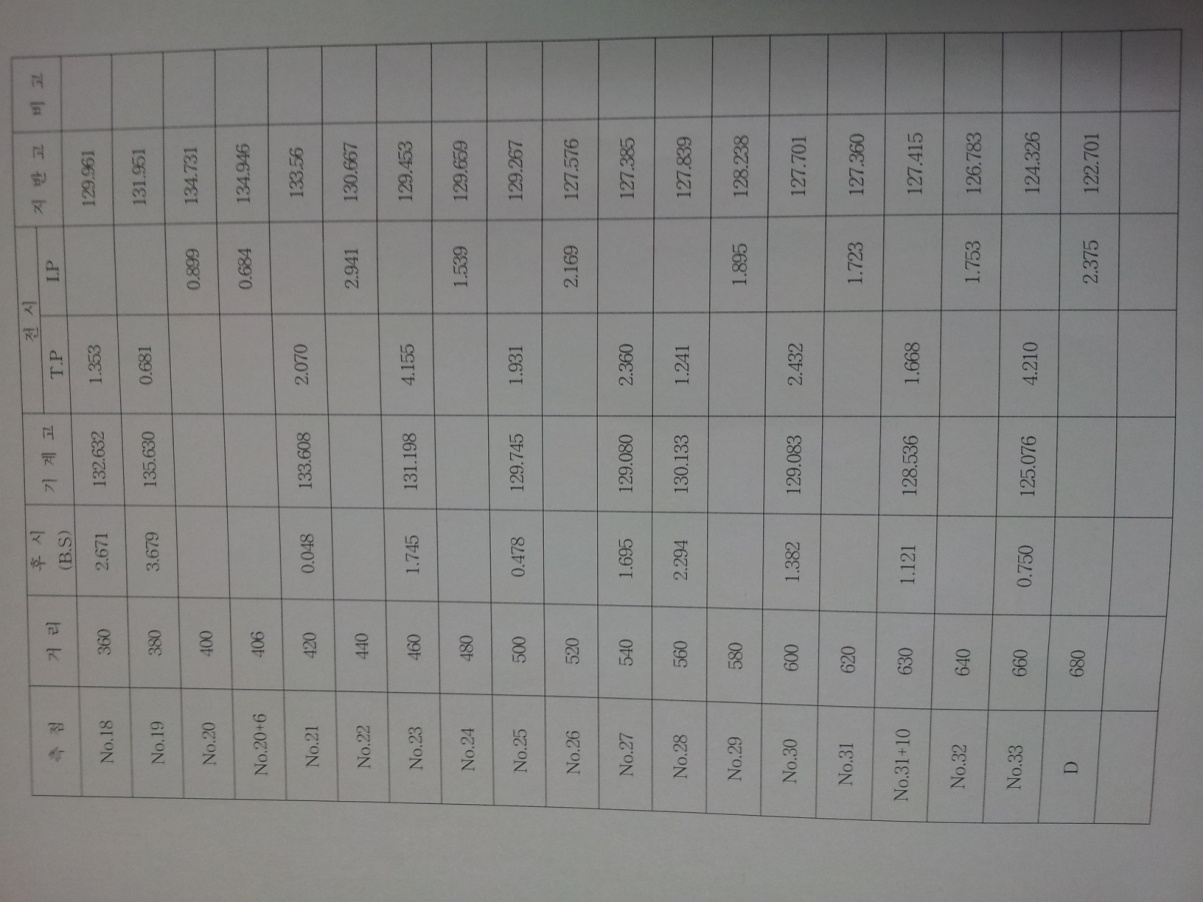 측 점 거 리 후 시 (B.S) 기 계 고 전 시 T.P I.P 지 반 고 비 고
No.18 360 2.671 132.632 1.353 129.961
No.19 380 3.679 135.630 0.681 131.951
No.20 400 0.899 134.731
No.20+6 406 0.684 134.946
No.21 420 0.048 133.608 2.070 133.56
No.22 440 2.941 130.667
No.23 460 1.745 131.198 4.155 129.453
No.24 480 1.539 129.659
No.25 500 0.478 129.745 1.931 129.267
No.26 520 2.169 127.576
No.27 540 1.695 129.080 2.360 127.385
No.28 560 2.294 130.133 1.241 127.839
No.29 580 1.895 128.238
No.30 600 1.382 129.083 2.432 127.701
No.31 620 1.723 127.360
No.31+10 630 1.121 128.536 1.668 127.415
No.32 640 1.753 126.783
No.33 660 0.750 125.076 4.210 124.326
D 680 2.375 122.701